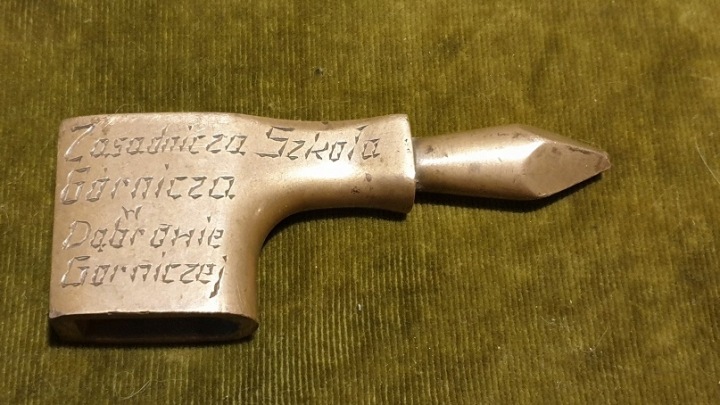 Zasadnicza Szkoła
Górnicza
w
Dąbrowie
Górniczej